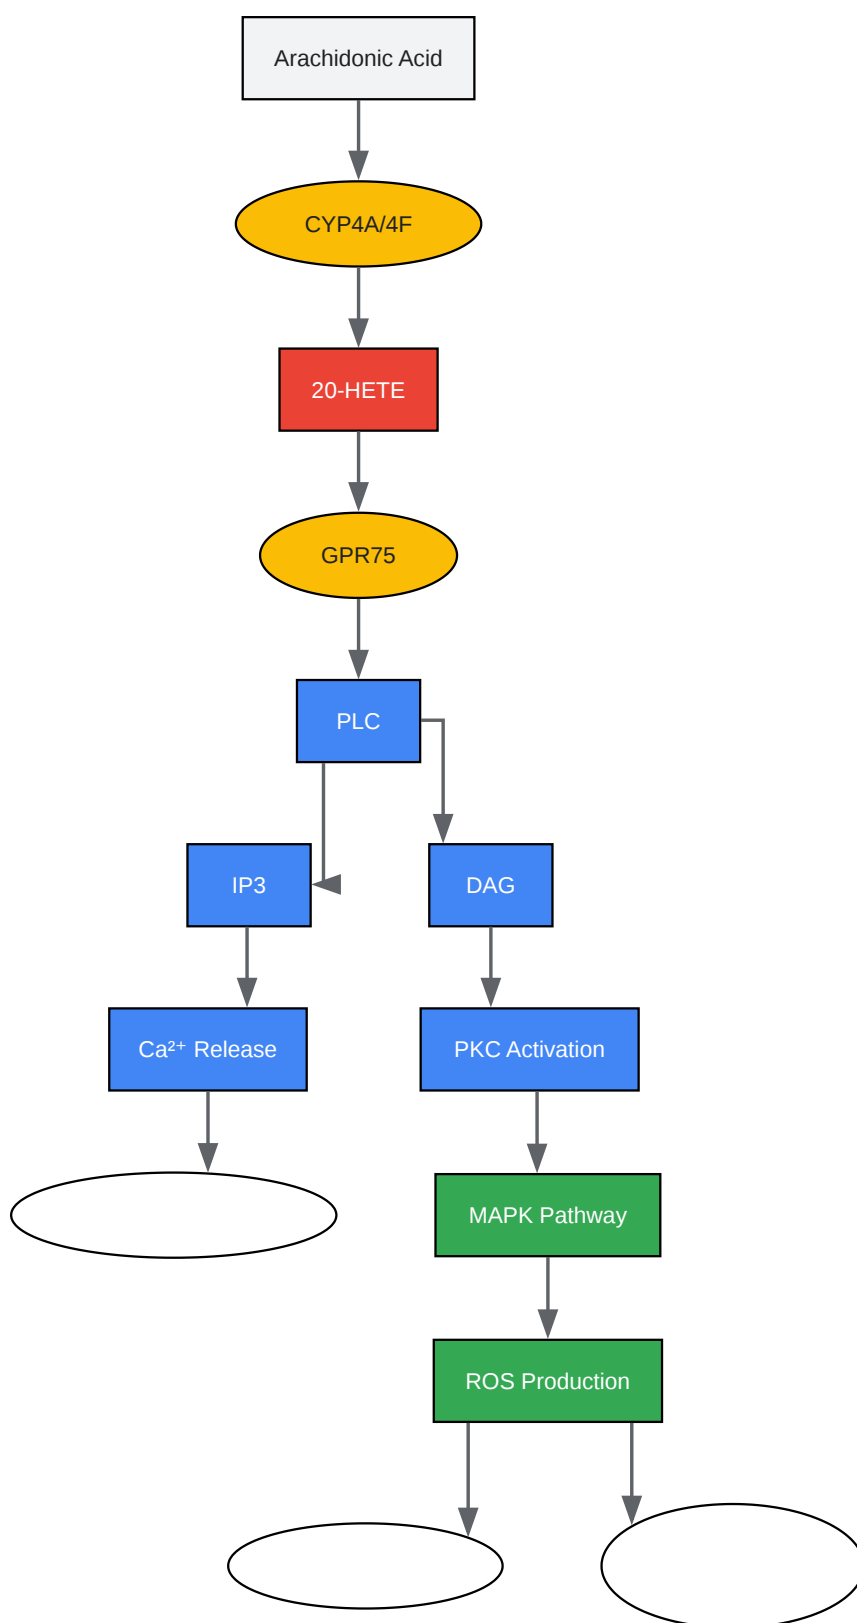 Arachidonic Acid
CYP4A/4F
20-HETE
GPR75
PLC
IP3
DAG
Ca²⁺ Release
PKC Activation
MAPK Pathway
ROS Production